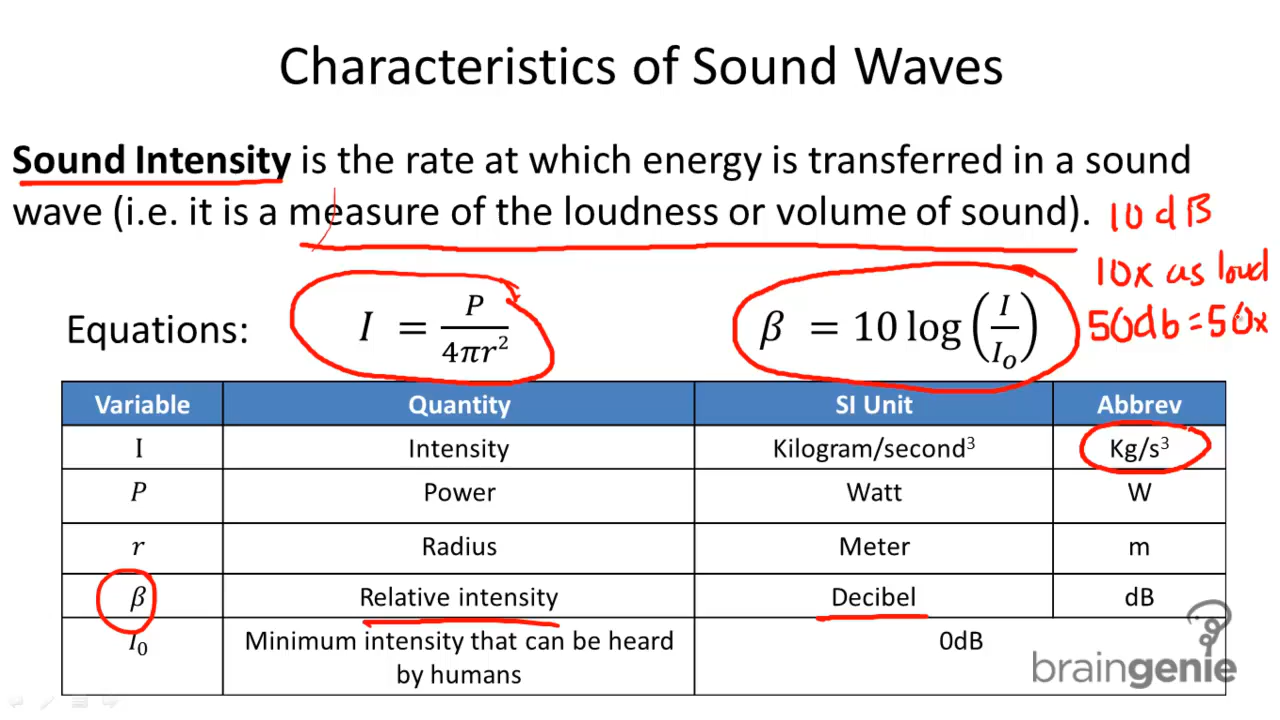 Characteristics of Sound Waves
Sound Intensity is the rate at which energy is transferred in a sound
wave (i.e. it is a measure of the loudness or volume of sound).
10 dB
10x as loud
50db = 50x
Equations: I = P/4πr² β = 10 log (I/Iₒ)
Variable Quantity SI Unit Abbrev
I Intensity Kilogram/second³ Kg/s³
P Power Watt W
r Radius Meter m
β Relative intensity Decibel dB
I₀ Minimum intensity that can be heard 0dB
by humans
braingenie